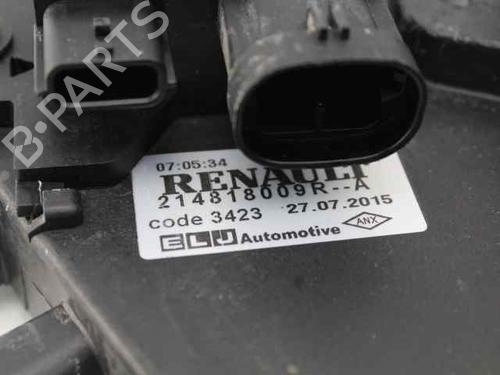 B-PARTS
07:05:34
RENAULT
214818009R--A
code 3423 27.07.2015
ANX
ELJ Automotive